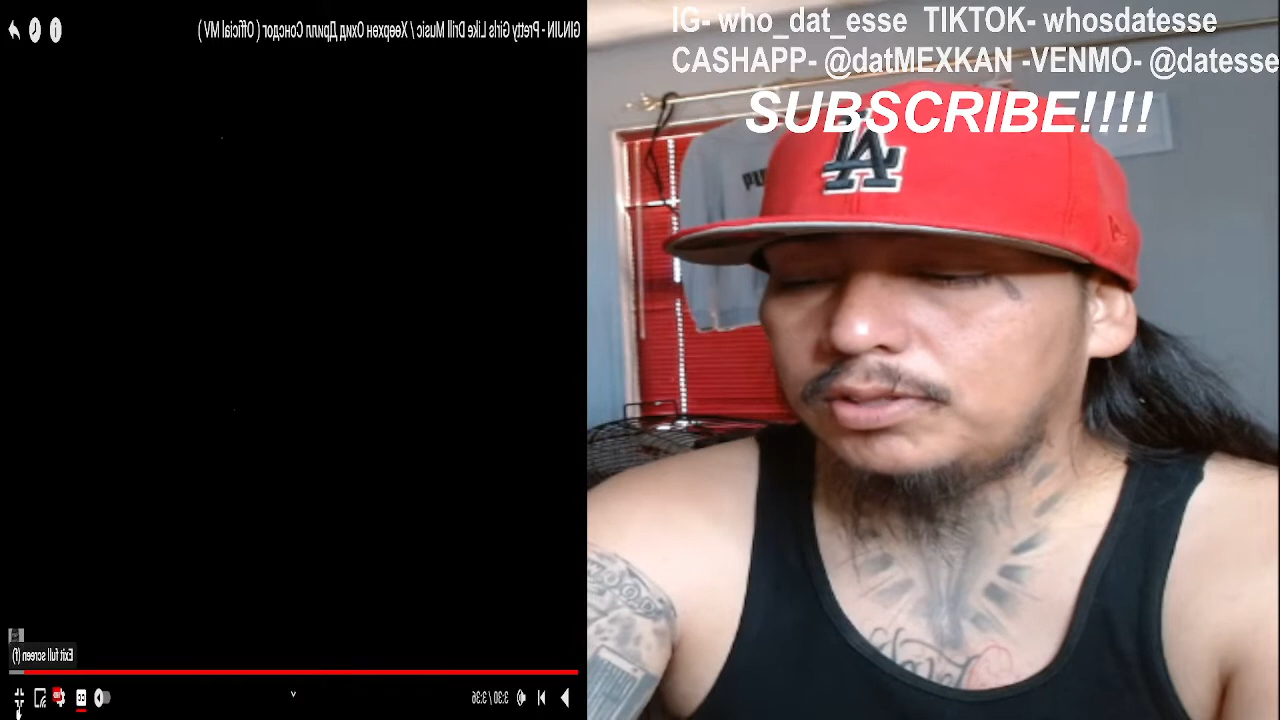 GINJIN - Pretty Girls Like Drill Music / Хөөрхөн Охид Дрилл Сонсдог ( Official MV )
IG- who_dat_esse TIKTOK- whosdatesse
CASHAPP- @datMEXKAN -VENMO- @datesse
SUBSCRIBE!!!!
LA
PU
Exit full screen (f)
3:30 / 3:36